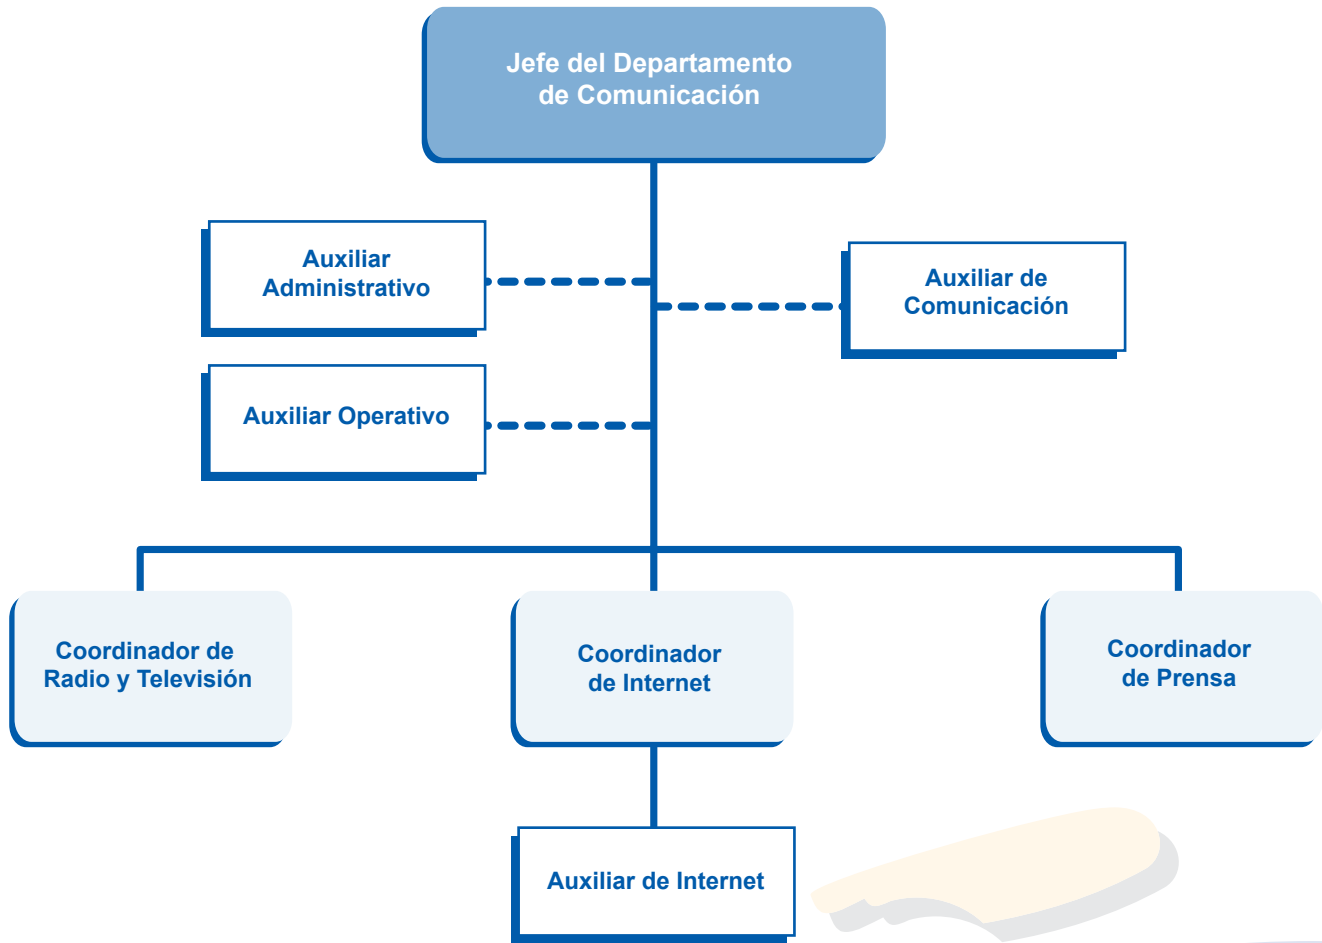 Jefe del Departamento
de Comunicación
Auxiliar
Administrativo
Auxiliar de
Comunicación
Auxiliar Operativo
Coordinador de
Radio y Televisión
Coordinador
de Internet
Coordinador
de Prensa
Auxiliar de Internet